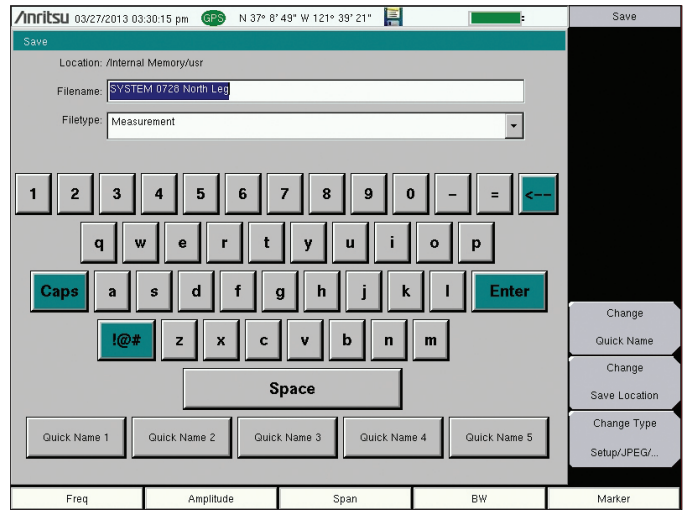 Anritsu 03/27/2013 03:30:15 pm GPS N 37° 8' 49" W 121° 39' 21" Save
Save
Location: /Internal Memory/usr
Filename: SYSTEM 0728 North Leg
Filetype: Measurement
1 2 3 4 5 6 7 8 9 0 - = <--
q w e r t y u i o p
Caps a s d f g h j k l Enter
!@# z x c v b n m
Space
Quick Name 1 Quick Name 2 Quick Name 3 Quick Name 4 Quick Name 5
Change
Quick Name
Change
Save Location
Change Type
Setup/JPEG/...
Freq Amplitude Span BW Marker